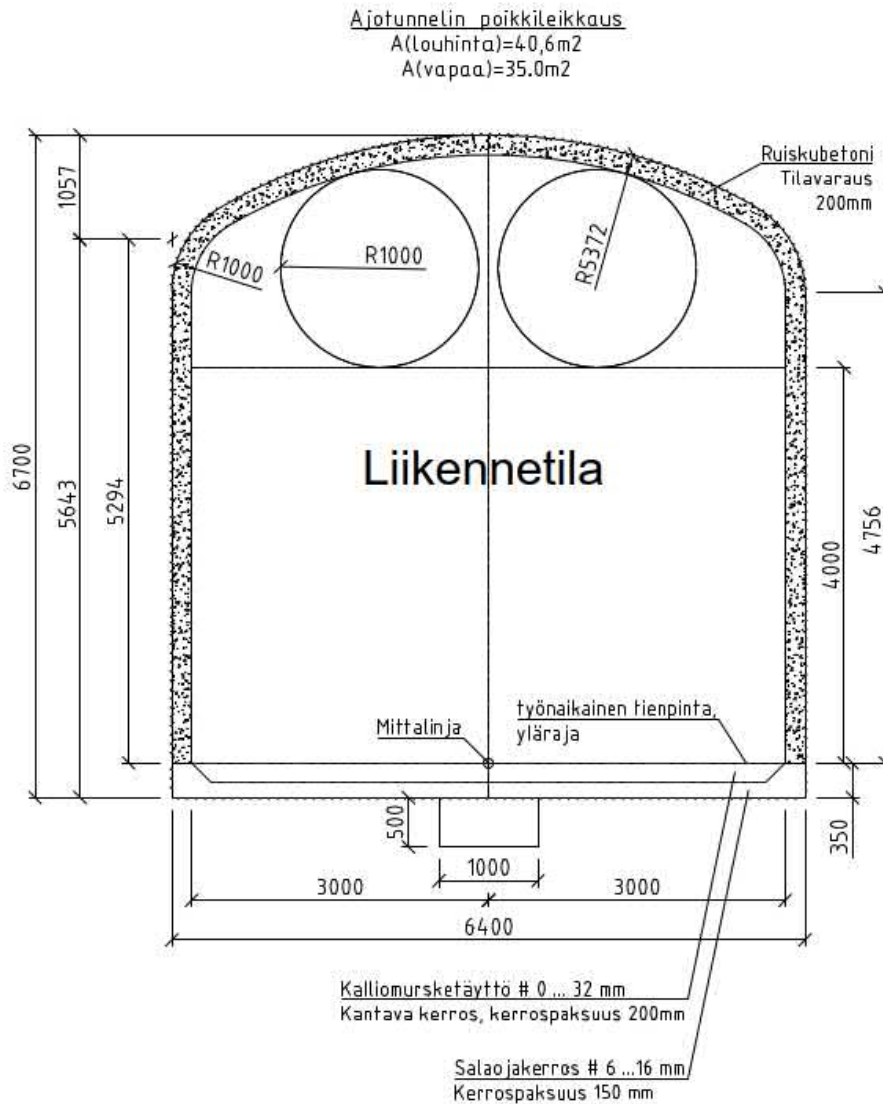 Ajotunnelin poikkileikkaus
A(louhinta)=40,6m2
A(vapaa)=35.0m2
Ruiskubetoni
Tilavaraus
200mm
1057
R1000
R1000
R5372
6700
5643
5294
Liikennetila
4000
4756
Mittalinja
työnaikainen tienpinta,
yläraja
500
1000
350
3000
3000
6400
Kalliomursketäyttö # 0 ... 32 mm
Kantava kerros, kerrospaksuus 200mm
Salaojakerros # 6 ...16 mm
Kerrospaksuus 150 mm